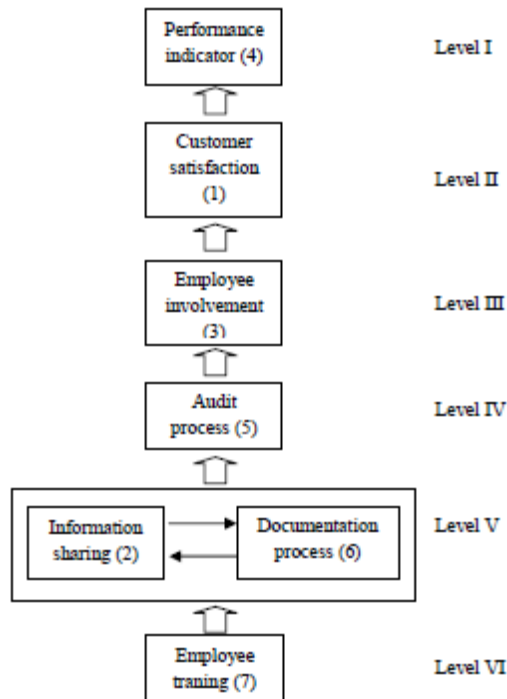 Performance
indicator (4)
Level I
Customer
satisfaction
(1)
Level II
Employee
involvement
(3)
Level III
Audit
process (5)
Level IV
Information
sharing (2)
Documentation
process (6)
Level V
Employee
traning (7)
Level VI